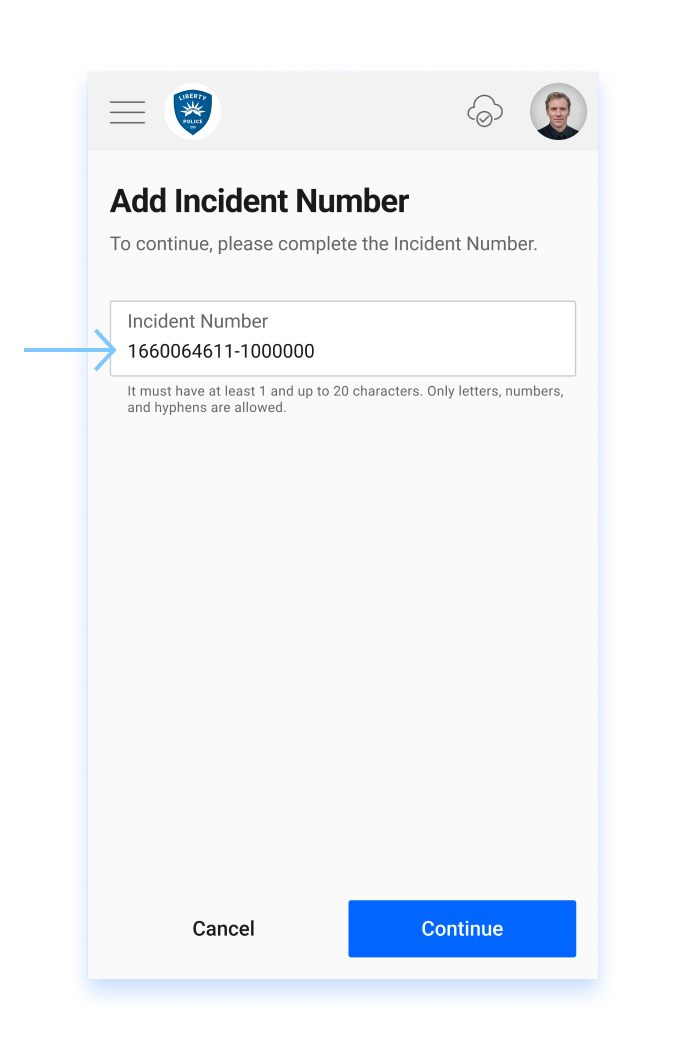 LIBERTY
POLICE
CO
Add Incident Number
To continue, please complete the Incident Number.
Incident Number
1660064611-1000000
It must have at least 1 and up to 20 characters. Only letters, numbers,
and hyphens are allowed.
Cancel
Continue